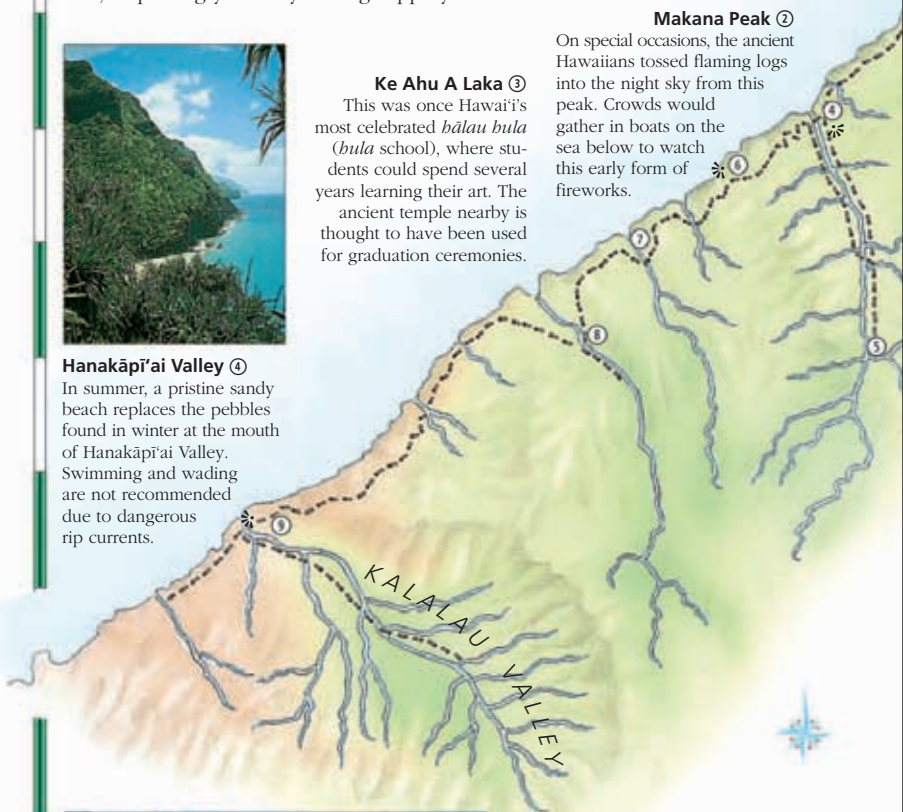 Makana Peak ②
On special occasions, the ancient
Hawaiians tossed flaming logs
into the night sky from this
peak. Crowds would
gather in boats on the
sea below to watch
this early form of
fireworks.
Ke Ahu A Laka ③
This was once Hawai‘i’s
most celebrated hālau hula
(hula school), where stu-
dents could spend several
years learning their art. The
ancient temple nearby is
thought to have been used
for graduation ceremonies.
Hanakāpī‘ai Valley ④
In summer, a pristine sandy
beach replaces the pebbles
found in winter at the mouth
of Hanakāpī‘ai Valley.
Swimming and wading
are not recommended
due to dangerous
rip currents.
④
⑥
⑦
⑧
⑤
⑨
KALALAU VALLEY